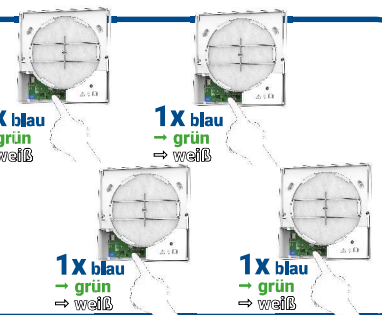 x blau
→ grün
⇨ weiß
1x blau
→ grün
⇨ weiß
1x blau
→ grün
⇨ weiß
1x blau
→ grün
⇨ weiß